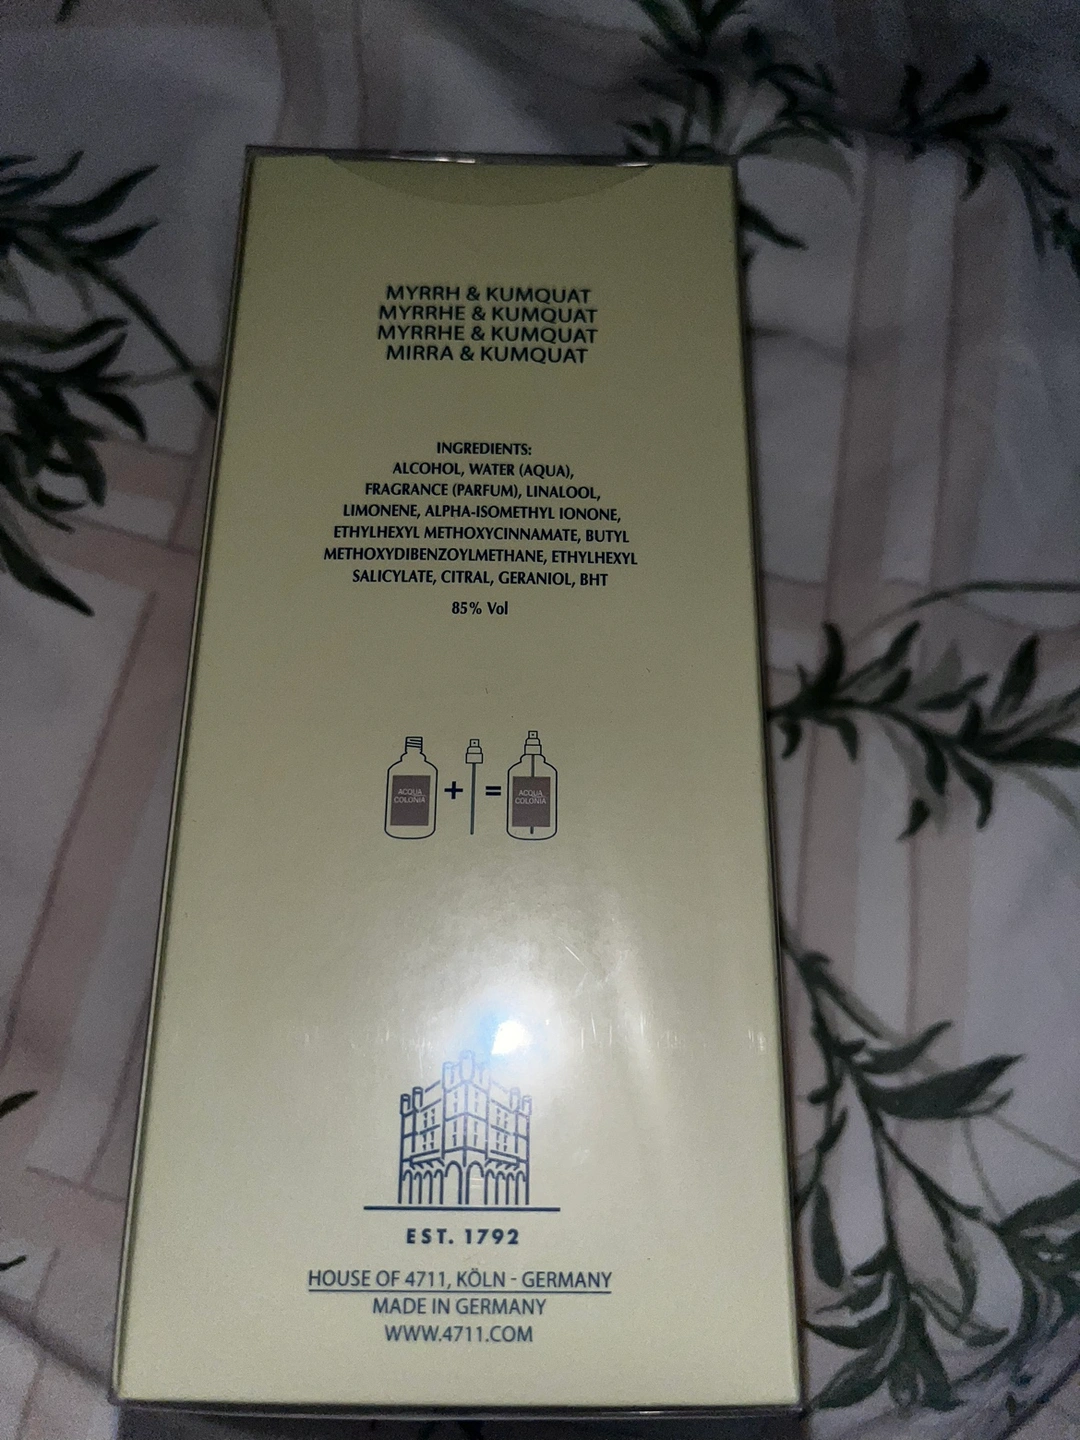 MYRRH & KUMQUAT
MYRRHE & KUMQUAT
MYRRHE & KUMQUAT
MIRRA & KUMQUAT
INGREDIENTS:
ALCOHOL, WATER (AQUA),
FRAGRANCE (PARFUM), LINALOOL,
LIMONENE, ALPHA-ISOMETHYL IONONE,
ETHYLHEXYL METHOXYCINNAMATE, BUTYL
METHOXYDIBENZOYLMETHANE, ETHYLHEXYL
SALICYLATE, CITRAL, GERANIOL, BHT
85% Vol
ACQUA COLONIA + = ACQUA COLONIA
EST. 1792
HOUSE OF 4711, KÖLN - GERMANY
MADE IN GERMANY
WWW.4711.COM